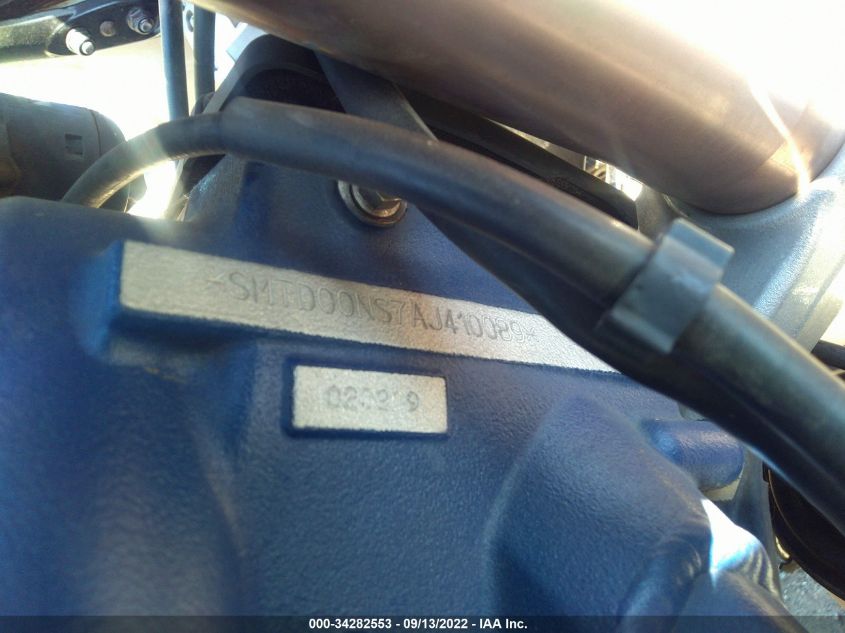 *SMTD00NS7AJ410089*
000-34282553 / 09/13/2022 / IAA Inc.